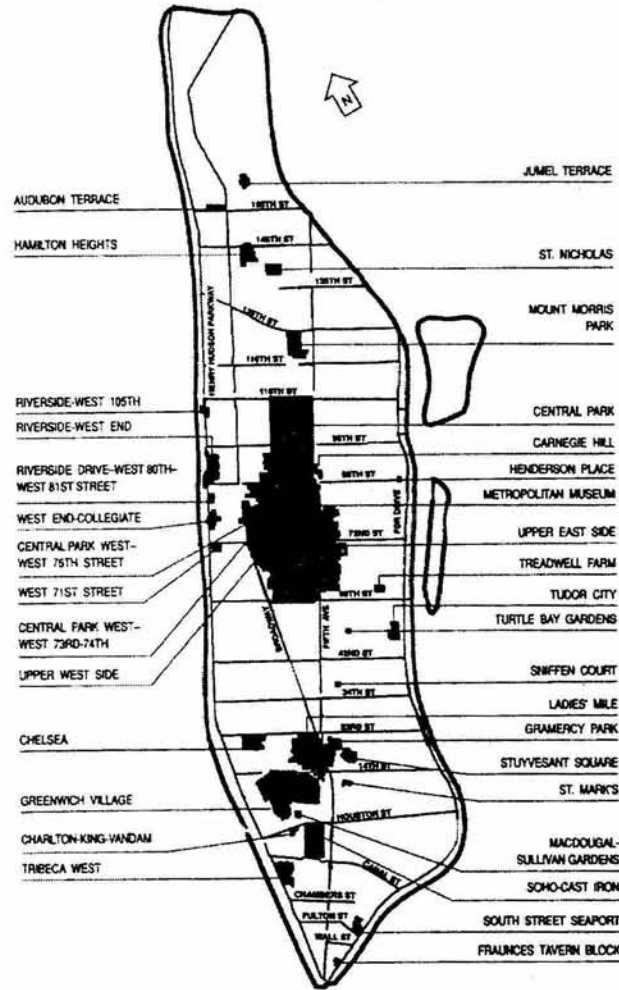 N
JUMEL TERRACE
AUDUBON TERRACE
155TH ST
HAMILTON HEIGHTS
145TH ST
ST. NICHOLAS
135TH ST
HENRY HUDSON PARKWAY
125TH ST
MOUNT MORRIS
PARK
116TH ST
110TH ST
RIVERSIDE-WEST 105TH
CENTRAL PARK
RIVERSIDE-WEST END
96TH ST
CARNEGIE HILL
RIVERSIDE DRIVE-WEST 80TH-
WEST 81ST STREET
86TH ST
HENDERSON PLACE
METROPOLITAN MUSEUM
FDR DRIVE
WEST END-COLLEGIATE
72ND ST
UPPER EAST SIDE
CENTRAL PARK WEST-
WEST 75TH STREET
TREADWELL FARM
WEST 71ST STREET
TUDOR CITY
CENTRAL PARK WEST-
WEST 73RD-74TH
BROADWAY
FIFTH AVE
TURTLE BAY GARDENS
42ND ST
UPPER WEST SIDE
SNIFFEN COURT
34TH ST
LADIES' MILE
23RD ST
GRAMERCY PARK
CHELSEA
14TH ST
STUYVESANT SQUARE
ST. MARK'S
GREENWICH VILLAGE
HOUSTON ST
CHARLTON-KING-VANDAM
MACDOUGAL-
SULLIVAN GARDENS
TRIBECA WEST
CANAL ST
SOHO-CAST IRON
CHAMBERS ST
FULTON ST
SOUTH STREET SEAPORT
WALL ST
FRAUNCES TAVERN BLOCK